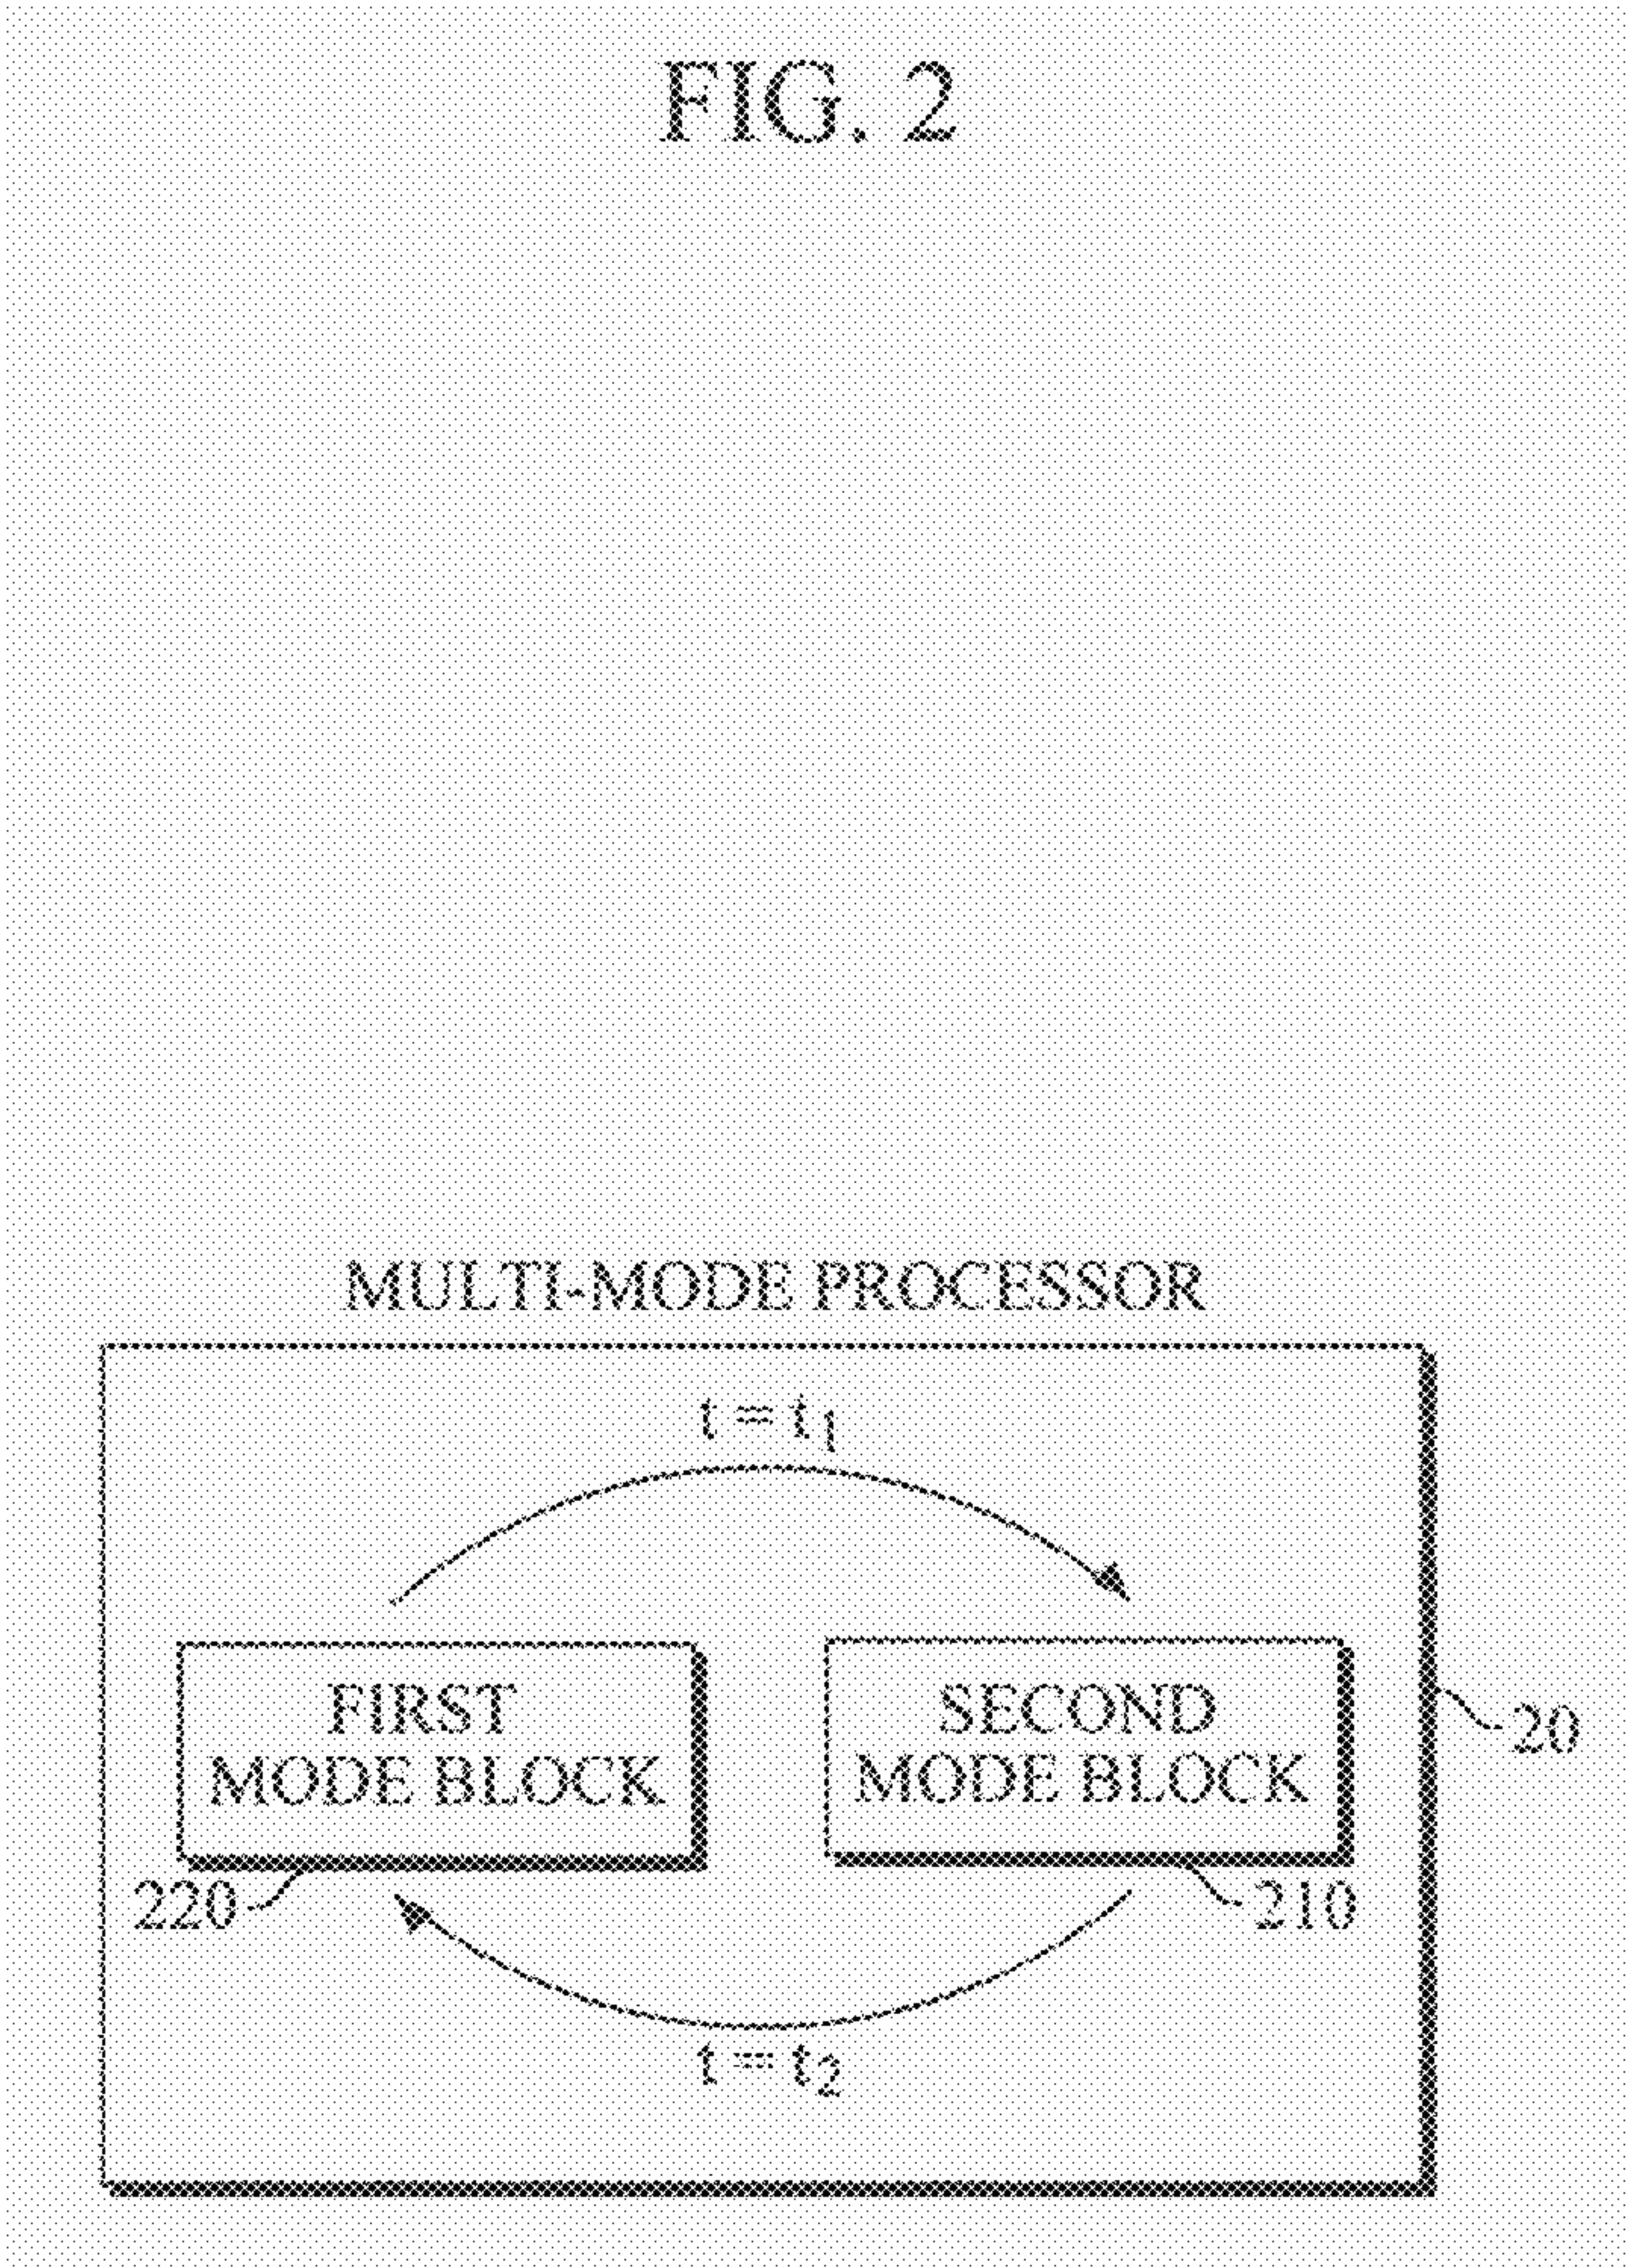 FIG. 2
MULTI-MODE PROCESSOR
t = t1
FIRST
MODE BLOCK
SECOND
MODE BLOCK
20
220
210
t = t2